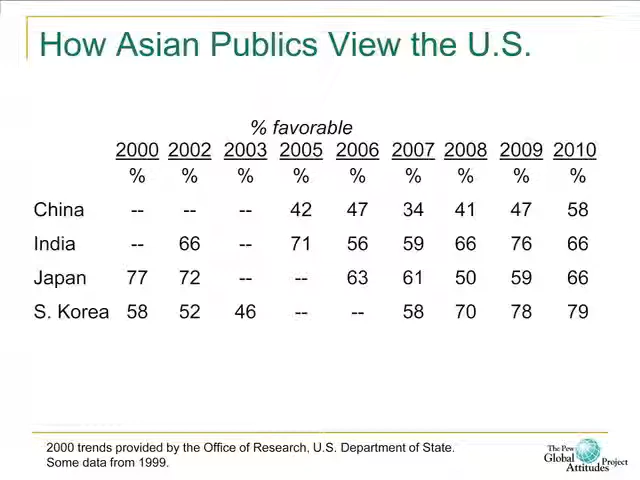 How Asian Publics View the U.S.
% favorable
2000 2002 2003 2005 2006 2007 2008 2009 2010
% % % % % % % % %
China -- -- -- 42 47 34 41 47 58
India -- 66 -- 71 56 59 66 76 66
Japan 77 72 -- -- 63 61 50 59 66
S. Korea 58 52 46 -- -- 58 70 78 79
2000 trends provided by the Office of Research, U.S. Department of State.
Some data from 1999.
The Pew
Global
Attitudes Project